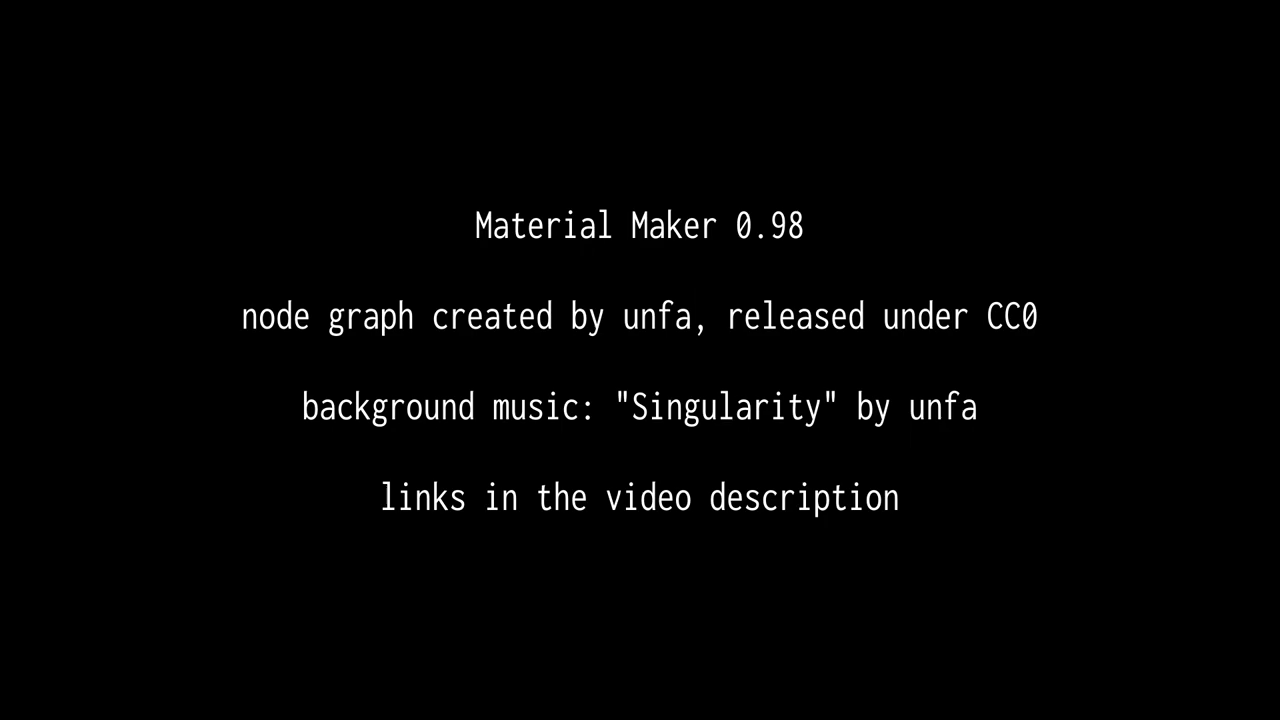 Material Maker 0.98
node graph created by unfa, released under CC0
background music: "Singularity" by unfa
links in the video description